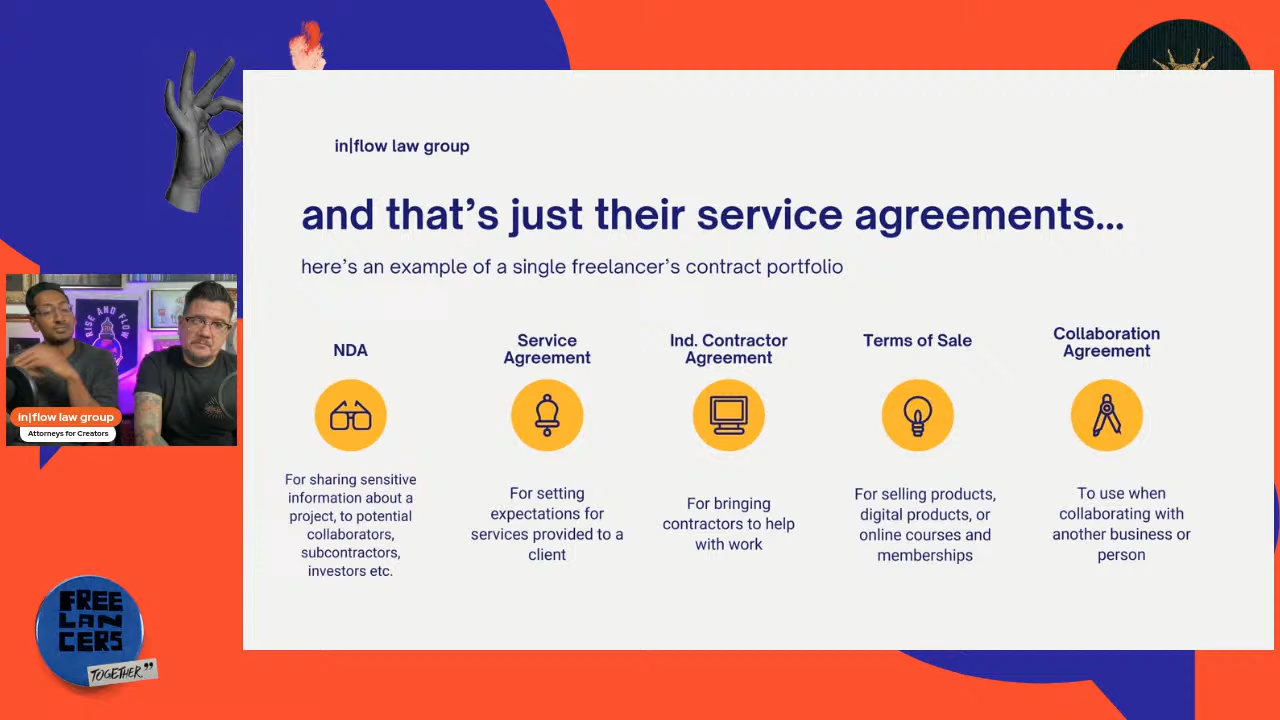 in|flow law group
and that's just their service agreements...
here's an example of a single freelancer's contract portfolio
NDA
For sharing sensitive
information about a
project, to potential
collaborators,
subcontractors,
investors etc.
Service
Agreement
For setting
expectations for
services provided to a
client
Ind. Contractor
Agreement
For bringing
contractors to help
with work
Terms of Sale
For selling products,
digital products, or
online courses and
memberships
Collaboration
Agreement
To use when
collaborating with
another business or
person
RISE AND FLOW
in|flow law group
Attorneys for Creators
FREE
LAN
CERS
TOGETHER"